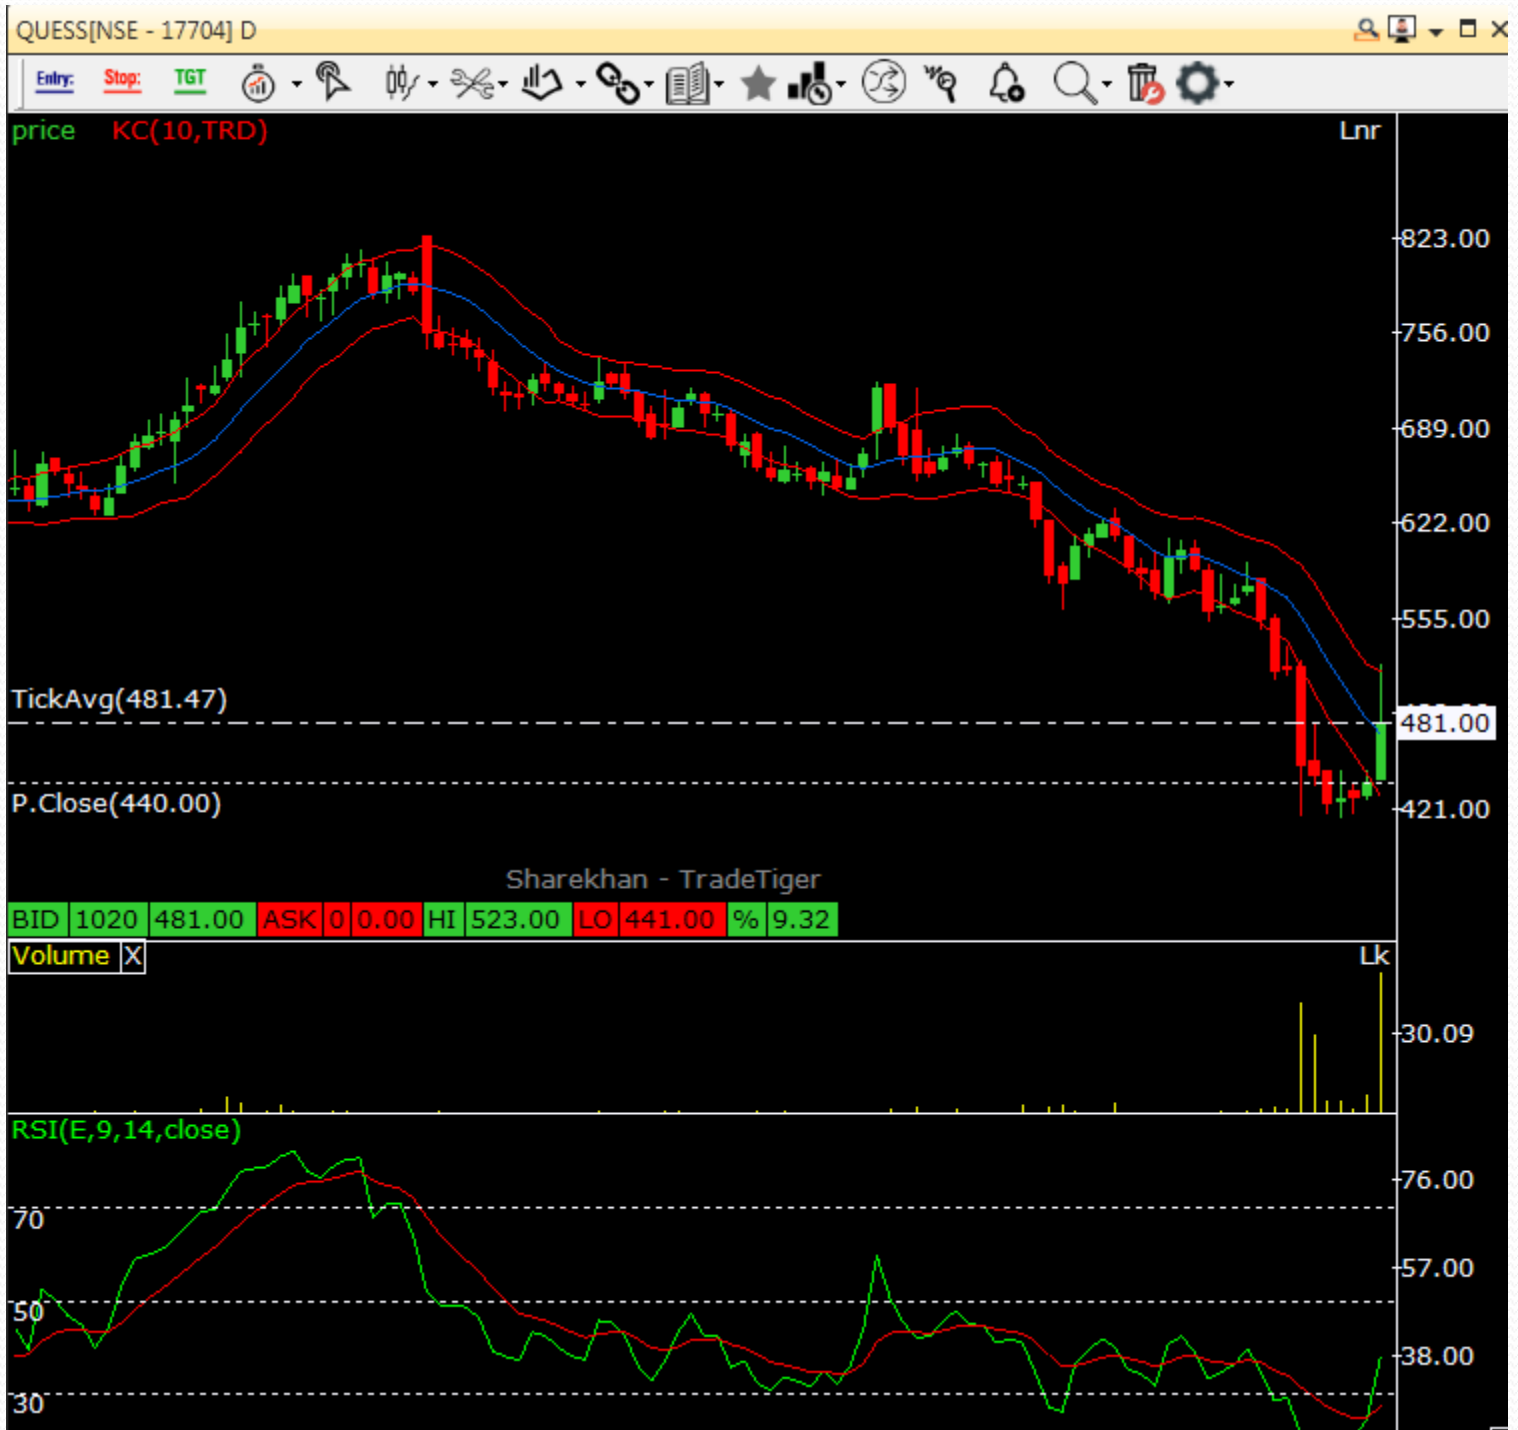 QUESS[NSE - 17704] D
Entry: Stop: TGT
price KC(10,TRD) Lnr
823.00
756.00
689.00
622.00
555.00
TickAvg(481.47)
481.00
P.Close(440.00)
421.00
Sharekhan - TradeTiger
BID 1020 481.00 ASK 0 0.00 HI 523.00 LO 441.00 % 9.32
Volume X Lk
30.09
RSI(E,9,14,close)
76.00
70
57.00
50
38.00
30